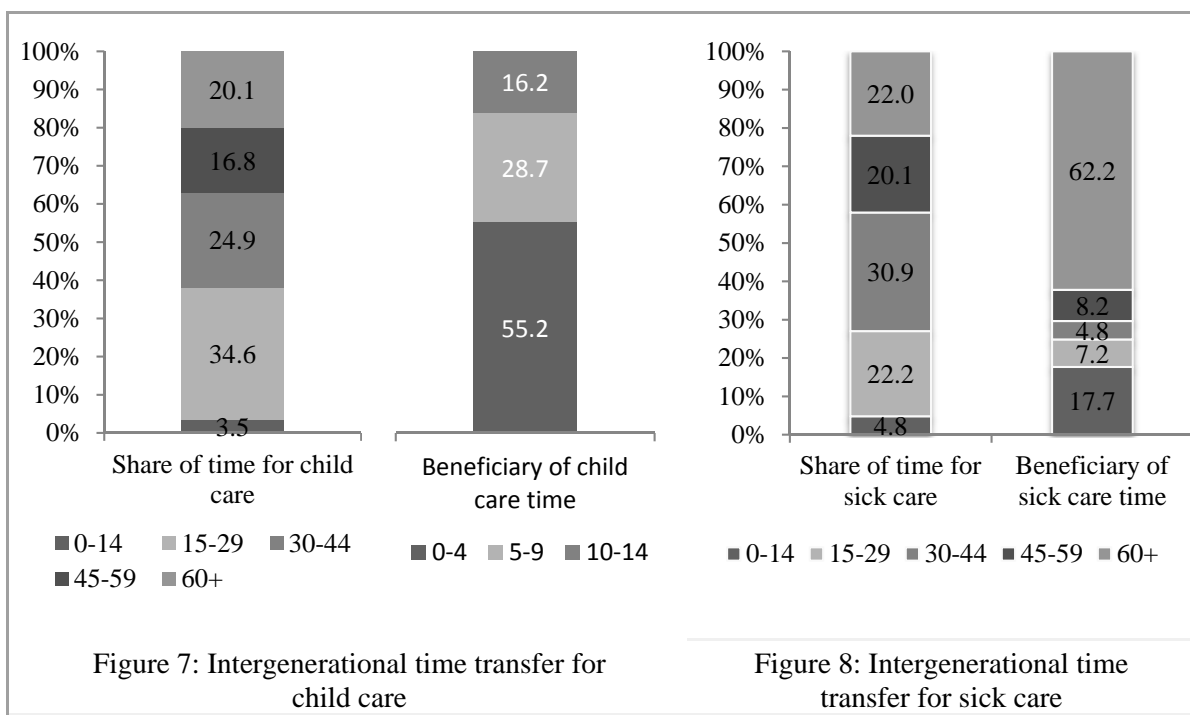 100%
90%
80%
70%
60%
50%
40%
30%
20%
10%
0%
20.1
16.8
24.9
34.6
3.5
16.2
28.7
55.2
Share of time for child
care
Beneficiary of child
care time
0-14 15-29 30-44
45-59 60+
0-4 5-9 10-14
Figure 7: Intergenerational time transfer for
child care
100%
90%
80%
70%
60%
50%
40%
30%
20%
10%
0%
22.0
20.1
30.9
22.2
4.8
62.2
8.2
4.8
7.2
17.7
Share of time for
sick care
Beneficiary of
sick care time
0-14 15-29 30-44 45-59 60+
Figure 8: Intergenerational time
transfer for sick care